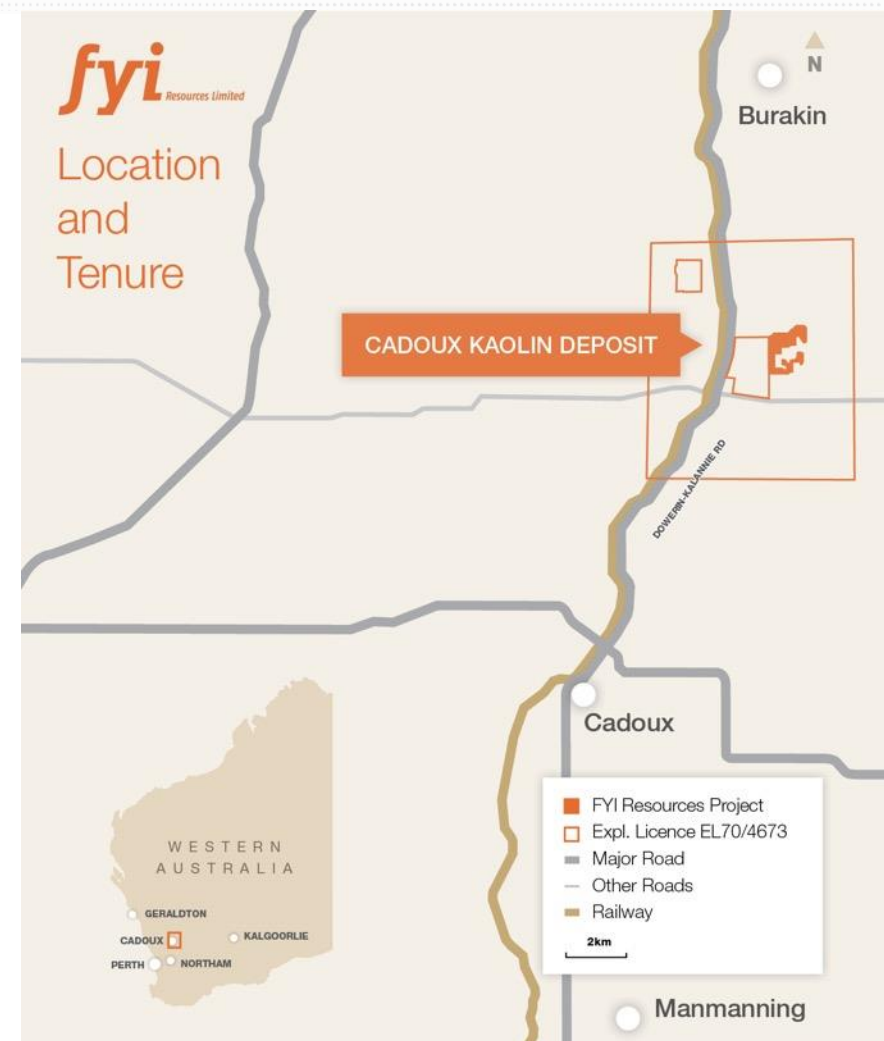 fyi
Resources Limited
Location
and
Tenure
N
Burakin
CADOUX KAOLIN DEPOSIT
DOWERIN-KALANNIE RD
Cadoux
WESTERN
AUSTRALIA
GERALDTON
CADOUX
KALGOORLIE
PERTH
NORTHAM
FYI Resources Project
Expl. Licence EL70/4673
Major Road
Other Roads
Railway
2km
Manmanning